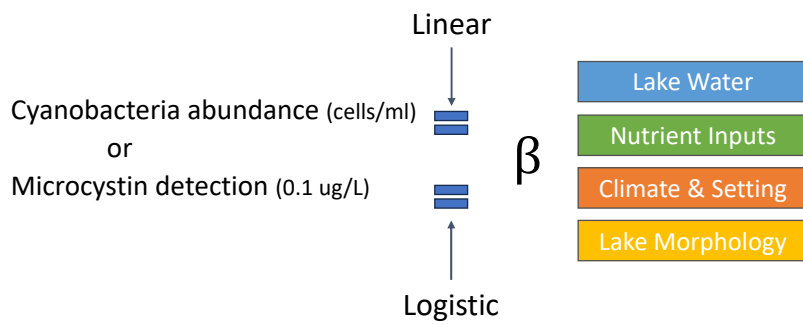 Linear
Cyanobacteria abundance (cells/ml)
or
Microcystin detection (0.1 ug/L)
β
Lake Water
Nutrient Inputs
Climate & Setting
Lake Morphology
Logistic